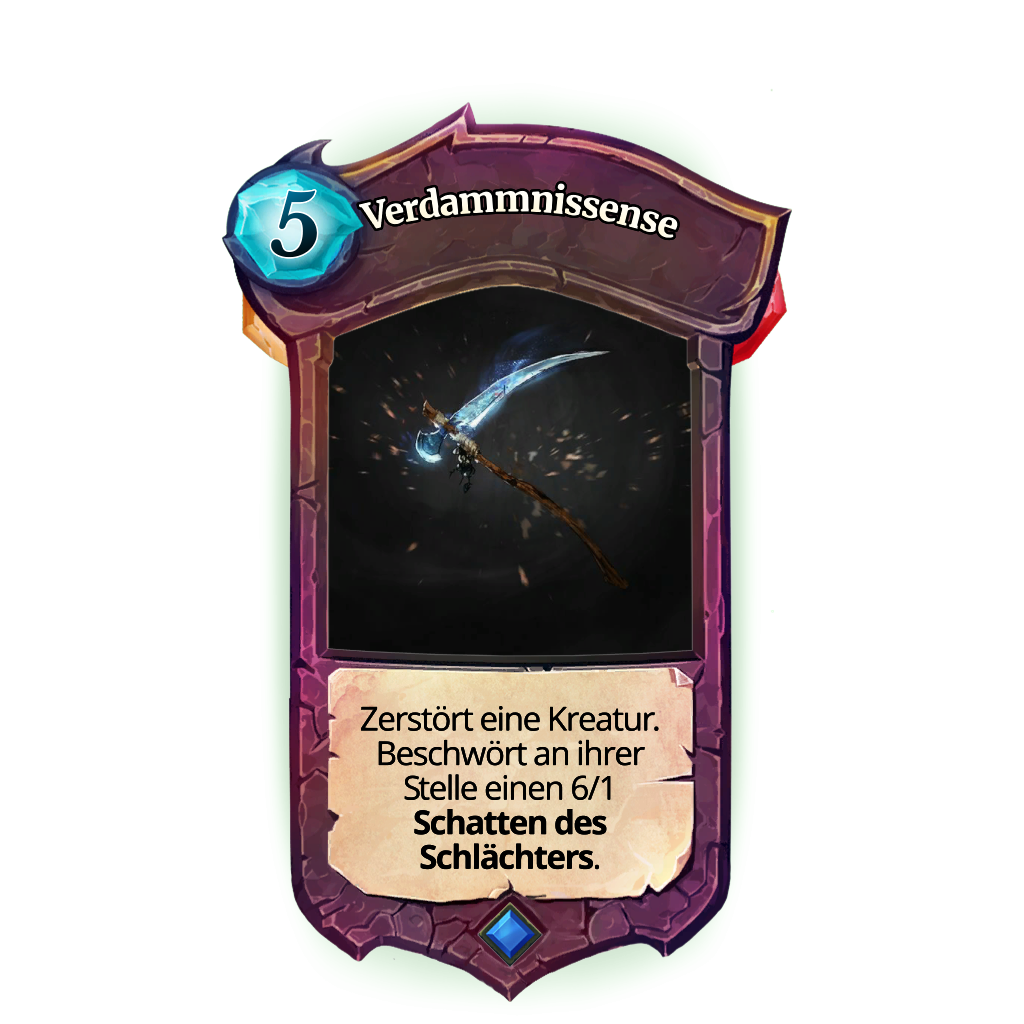 5
Verdammnissense
Zerstört eine Kreatur.
Beschwört an ihrer
Stelle einen 6/1
Schatten des
Schlächters.